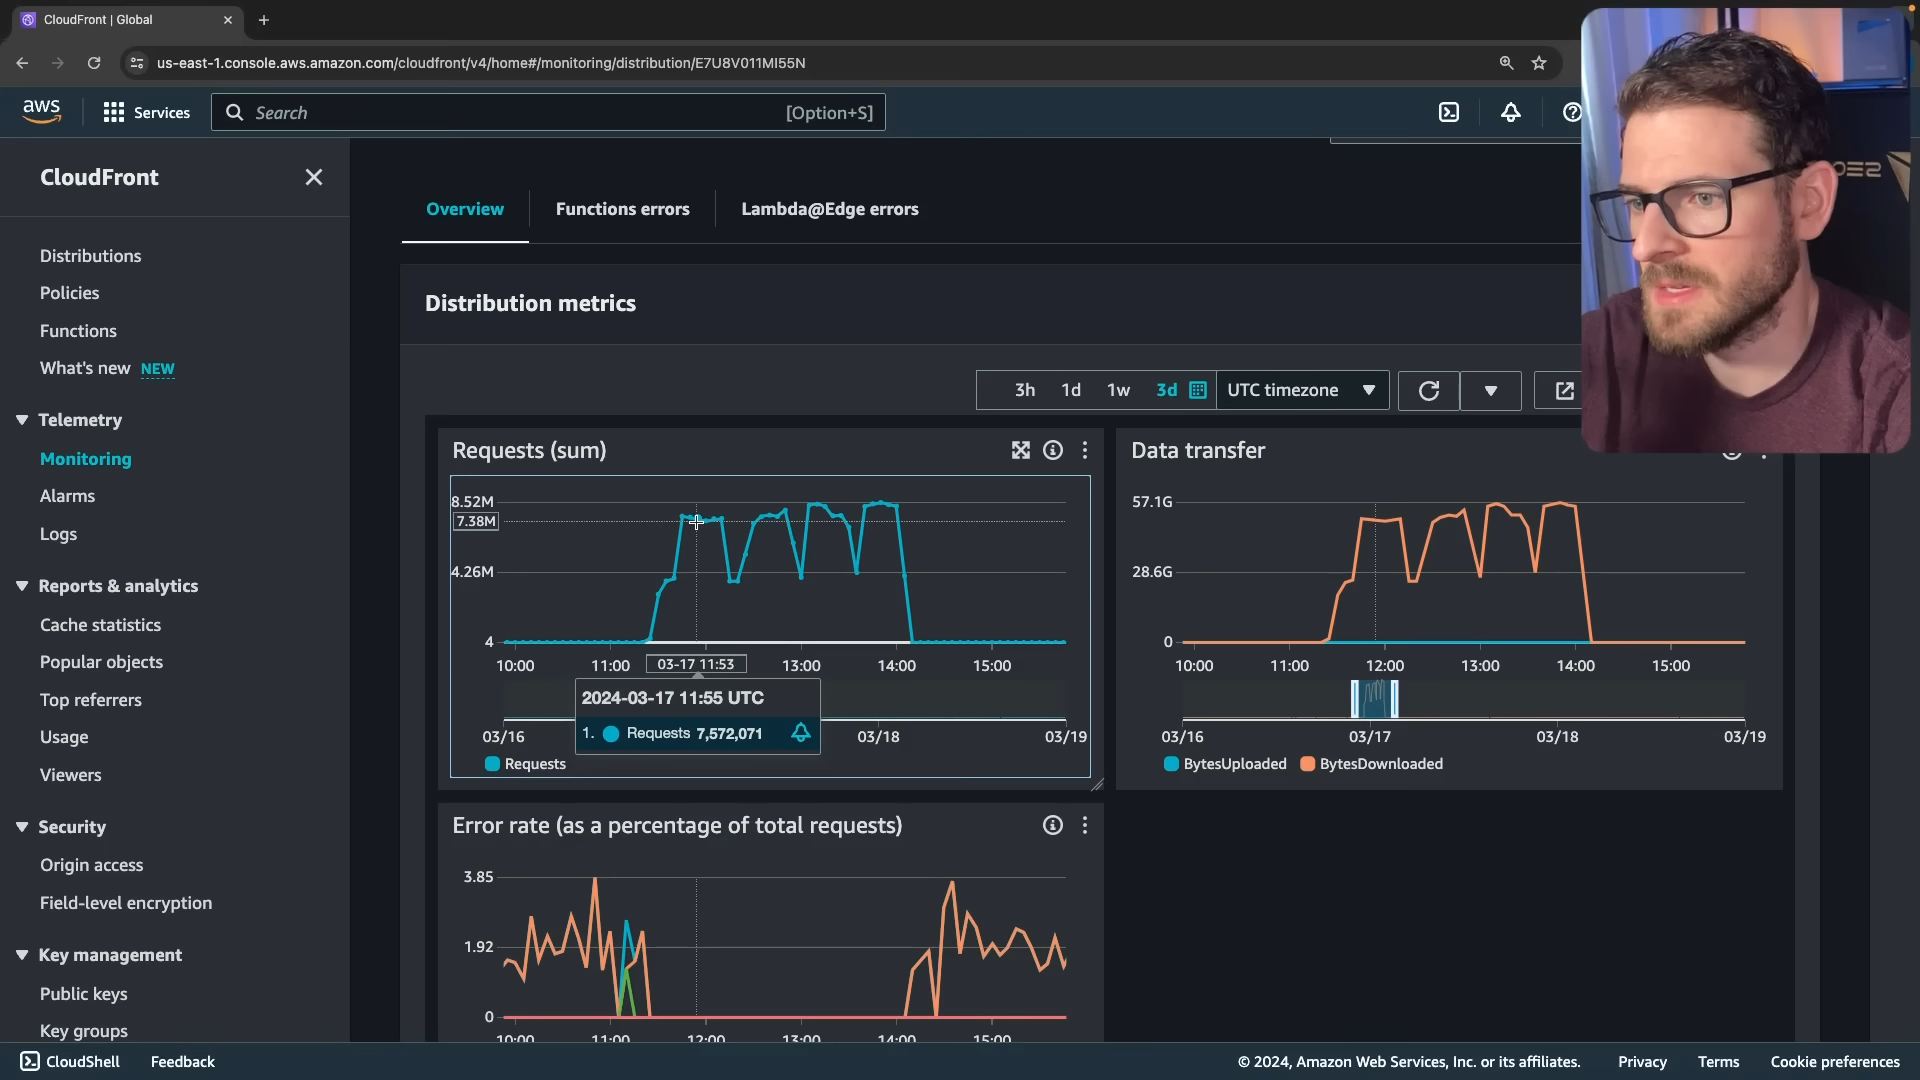 CloudFront | Global
us-east-1.console.aws.amazon.com/cloudfront/v4/home#/monitoring/distribution/E7U8V011MI55N
aws
Services
Search
[Option+S]
CloudFront
Distributions
Policies
Functions
What's new NEW
Telemetry
Monitoring
Alarms
Logs
Reports & analytics
Cache statistics
Popular objects
Top referrers
Usage
Viewers
Security
Origin access
Field-level encryption
Key management
Public keys
Key groups
Overview
Functions errors
Lambda@Edge errors
Distribution metrics
3h 1d 1w 3d
UTC timezone
Requests (sum)
8.52M
7.38M
4.26M
4
10:00 11:00 13:00 14:00 15:00
03-17 11:53
2024-03-17 11:55 UTC
1. Requests 7,572,071
03/16 03/18 03/19
Requests
Data transfer
57.1G
28.6G
0
10:00 11:00 12:00 13:00 14:00 15:00
03/16 03/17 03/18 03/19
BytesUploaded BytesDownloaded
Error rate (as a percentage of total requests)
3.85
1.92
0
10:00 11:00 12:00 13:00 14:00 15:00
CloudShell
Feedback
© 2024, Amazon Web Services, Inc. or its affiliates.
Privacy
Terms
Cookie preferences